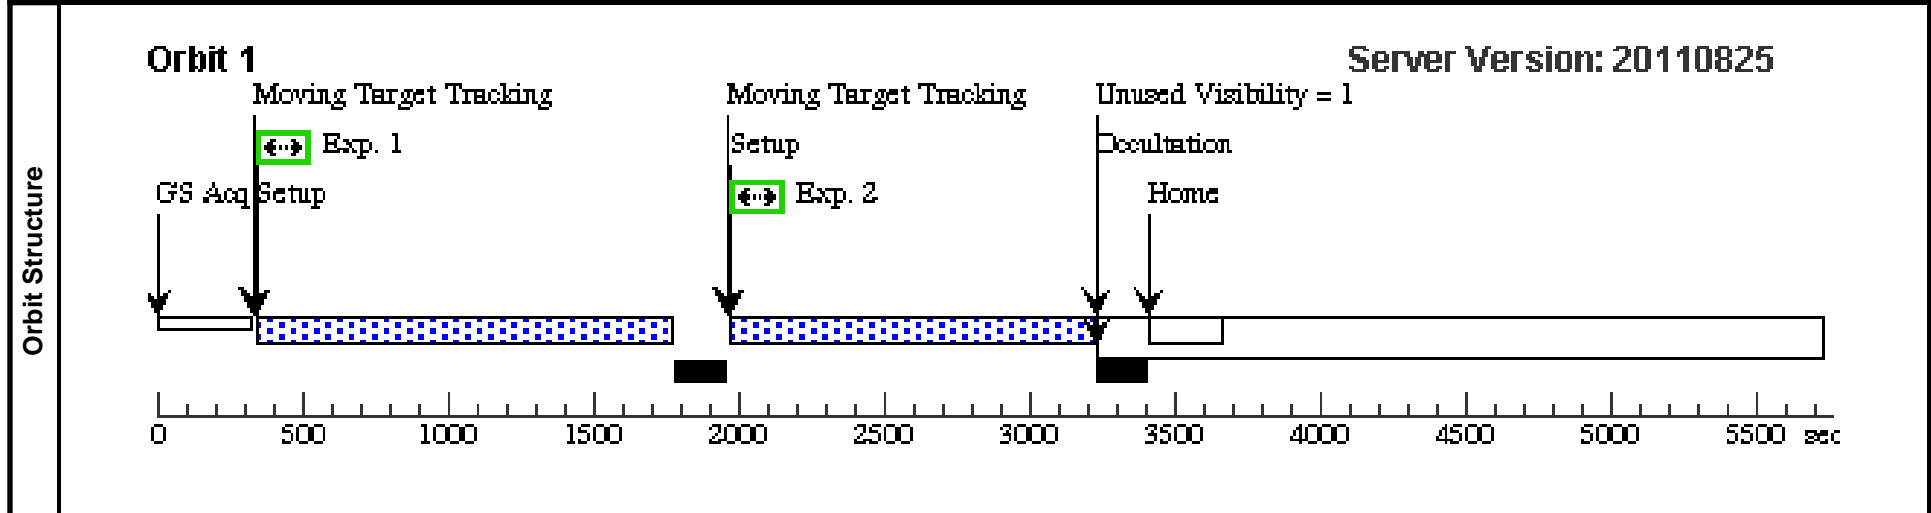 Orbit Structure
Orbit 1
Server Version: 20110825
Moving Target Tracking
Moving Target Tracking
Unused Visibility = 1
Exp. 1
Setup
Occultation
GS Acq
Setup
Exp. 2
Home
0 500 1000 1500 2000 2500 3000 3500 4000 4500 5000 5500 sec